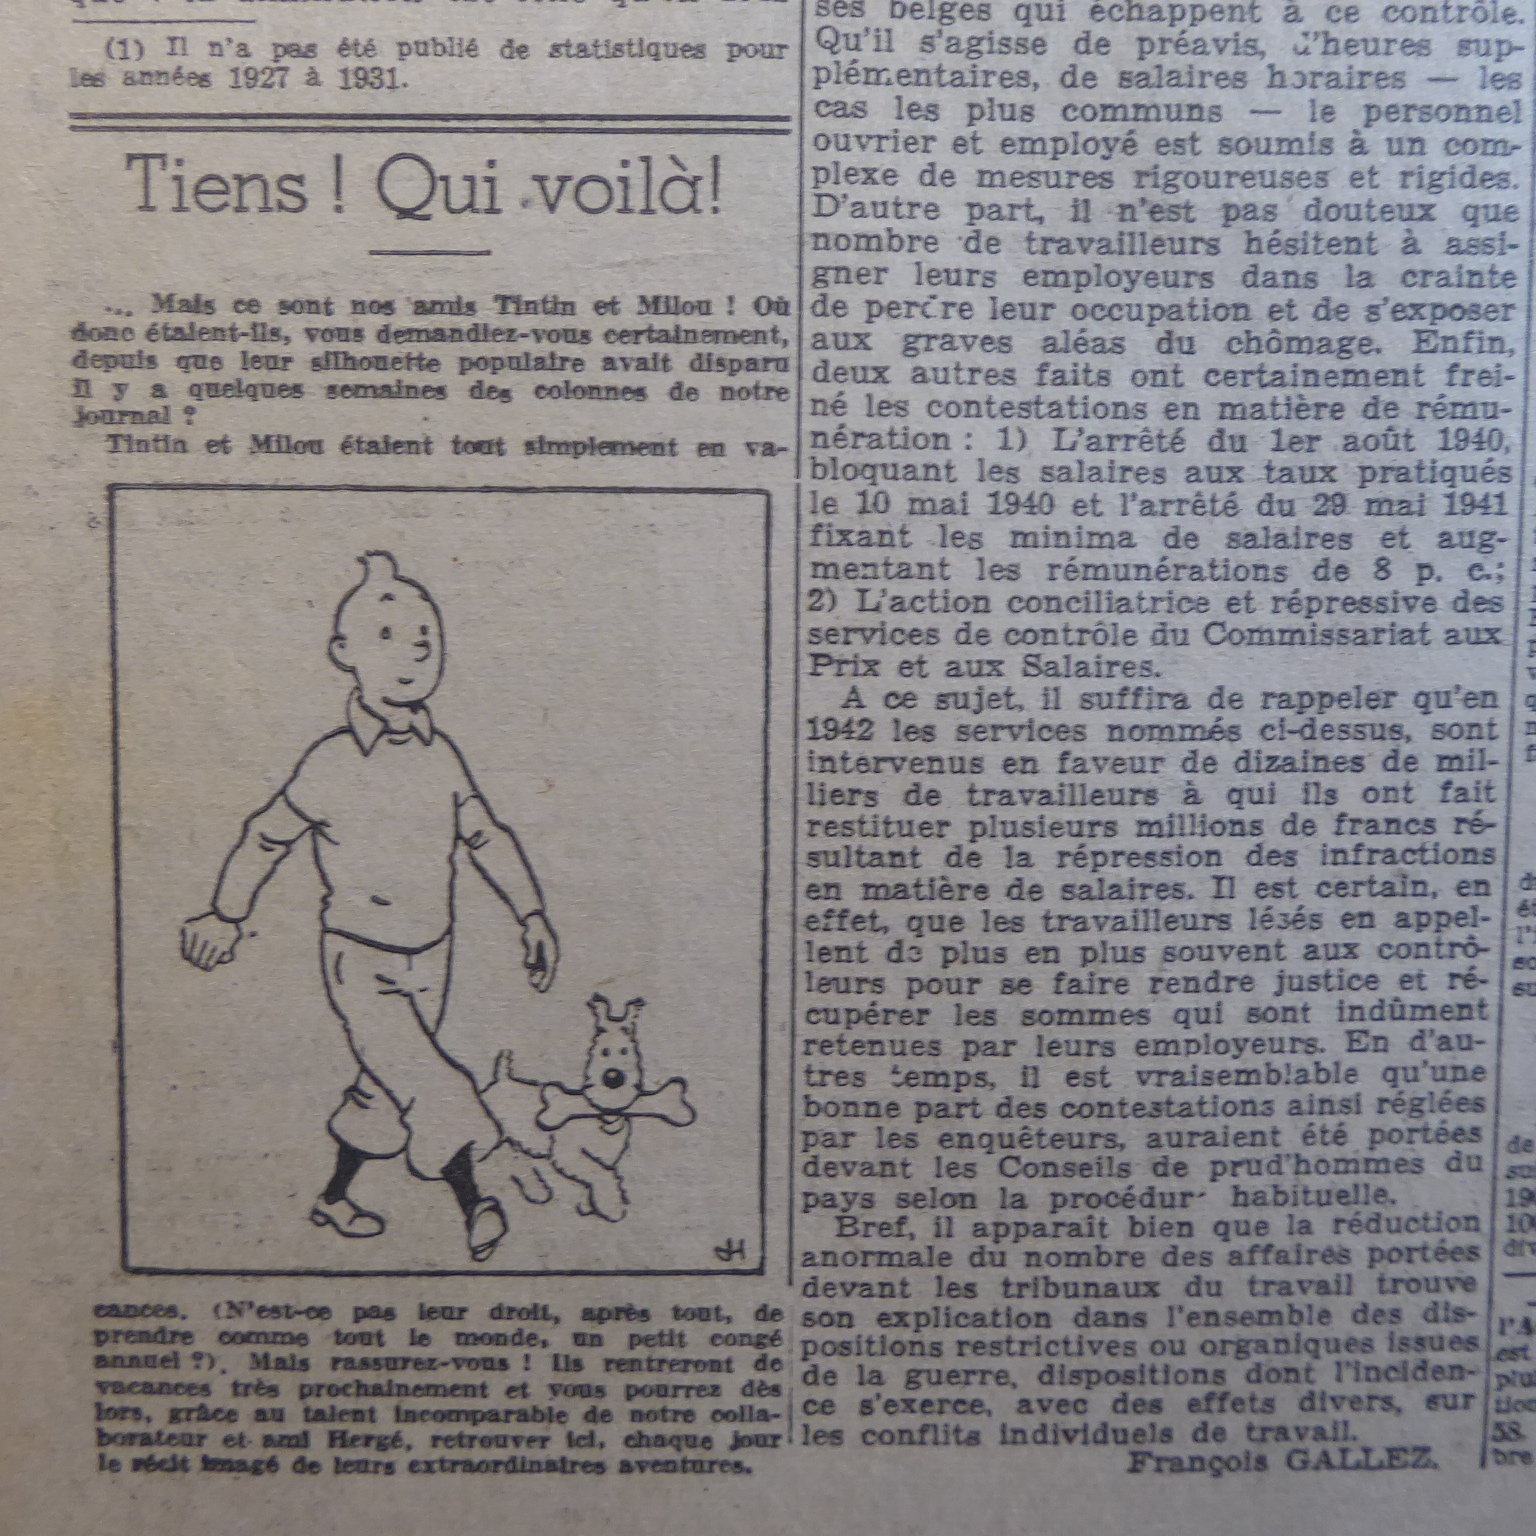 (1) Il n'a pas été publié de statistiques pour
les années 1927 à 1931.
Tiens ! Qui voilà!
... Mais ce sont nos amis Tintin et Milou ! Où
donc étaient-ils, vous demandiez-vous certainement,
depuis que leur silhouette populaire avait disparu
il y a quelques semaines des colonnes de notre
journal ?
Tintin et Milou étaient tout simplement en va-
cances. (N'est-ce pas leur droit, après tout, de
prendre comme tout le monde, un petit congé
annuel ?). Mais rassurez-vous ! Ils rentreront de
vacances très prochainement et vous pourrez dès
lors, grâce au talent incomparable de notre colla-
borateur et ami Hergé, retrouver ici, chaque jour
le récit imagé de leurs extraordinaires aventures.
ses belges qui échappent à ce contrôle.
Qu'il s'agisse de préavis, d'heures sup-
plémentaires, de salaires horaires — les
cas les plus communs — le personnel
ouvrier et employé est soumis à un com-
plexe de mesures rigoureuses et rigides.
D'autre part, il n'est pas douteux que
nombre de travailleurs hésitent à assi-
gner leurs employeurs dans la crainte
de perdre leur occupation et de s'exposer
aux graves aléas du chômage. Enfin,
deux autres faits ont certainement frei-
né les contestations en matière de rému-
nération : 1) L'arrêté du 1er août 1940,
bloquant les salaires aux taux pratiqués
le 10 mai 1940 et l'arrêté du 29 mai 1941
fixant les minima de salaires et aug-
mentant les rémunérations de 8 p. c.;
2) L'action conciliatrice et répressive des
services de contrôle du Commissariat aux
Prix et aux Salaires.
A ce sujet, il suffira de rappeler qu'en
1942 les services nommés ci-dessus, sont
intervenus en faveur de dizaines de mil-
liers de travailleurs à qui ils ont fait
restituer plusieurs millions de francs ré-
sultant de la répression des infractions
en matière de salaires. Il est certain, en
effet, que les travailleurs lésés en appel-
lent de plus en plus souvent aux contrô-
leurs pour se faire rendre justice et ré-
cupérer les sommes qui sont indûment
retenues par leurs employeurs. En d'au-
tres temps, il est vraisemblable qu'une
bonne part des contestations ainsi réglées
par les enquêteurs, auraient été portées
devant les Conseils de prud'hommes du
pays selon la procédur habituelle.
Bref, il apparaît bien que la réduction
anormale du nombre des affaires portées
devant les tribunaux du travail trouve
son explication dans l'ensemble des dis-
positions restrictives ou organiques issues
de la guerre, dispositions dont l'inciden-
ce s'exerce, avec des effets divers, sur
les conflits individuels de travail.
François GALLEZ.